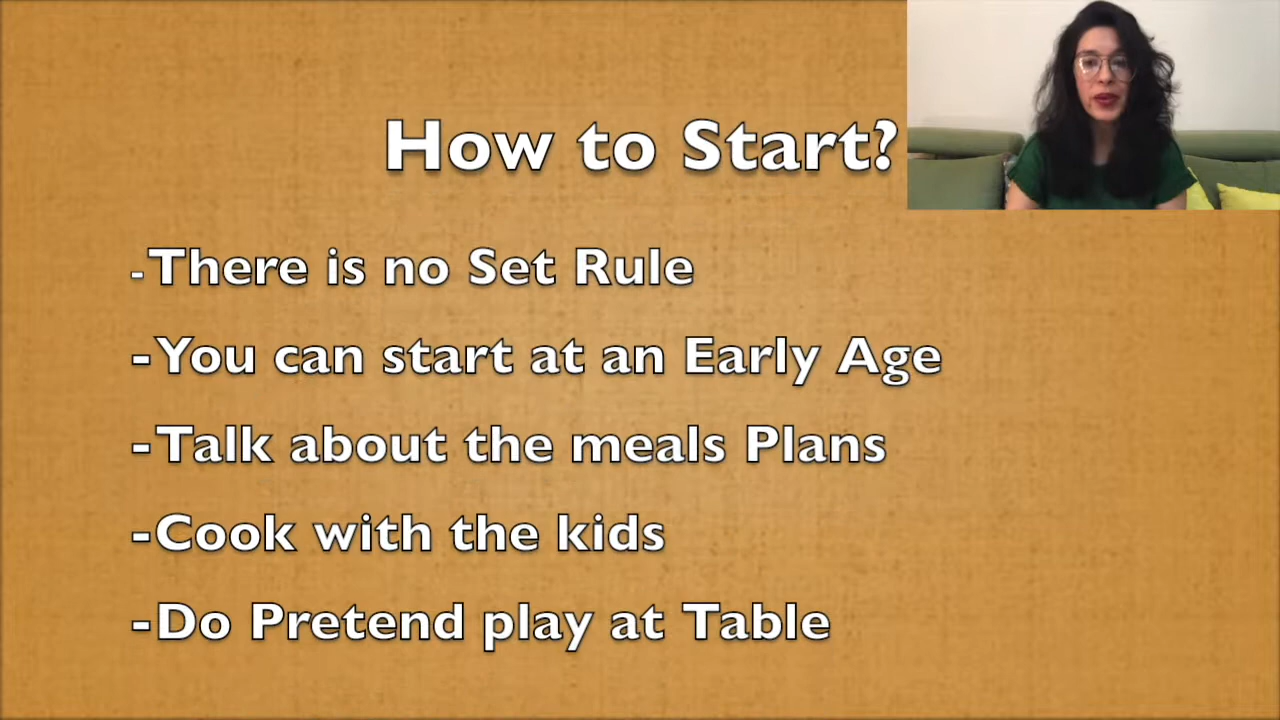 How to Start?
-There is no Set Rule
-You can start at an Early Age
-Talk about the meals Plans
-Cook with the kids
-Do Pretend play at Table